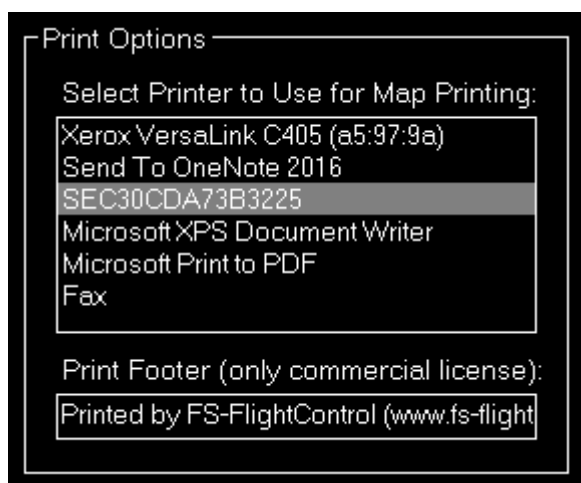 Print Options
Select Printer to Use for Map Printing:
Xerox VersaLink C405 (a5:97:9a)
Send To OneNote 2016
SEC30CDA73B3225
Microsoft XPS Document Writer
Microsoft Print to PDF
Fax
Print Footer (only commercial license):
Printed by FS-FlightControl (www.fs-flight